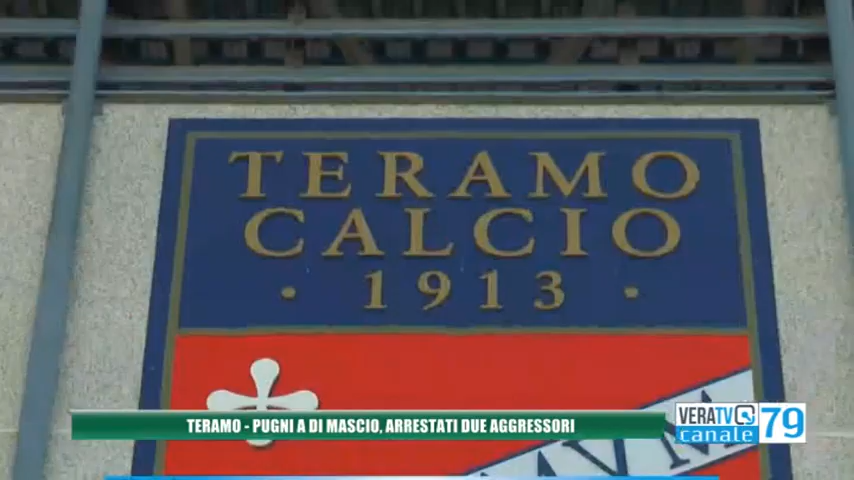 TERAMO
CALCIO
· 1913 ·
TERAMO - PUGNI A DI MASCIO, ARRESTATI DUE AGGRESSORI
VERATV
canale 79